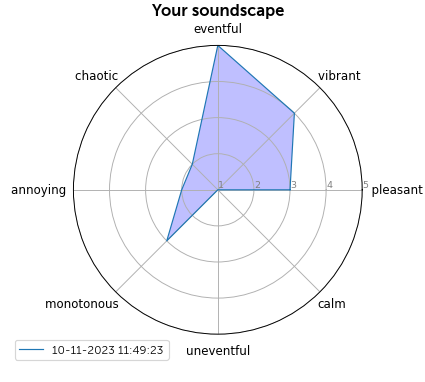 Your soundscape
eventful
chaotic
vibrant
annoying
1 2 3 4 5
pleasant
monotonous
calm
uneventful
10-11-2023 11:49:23